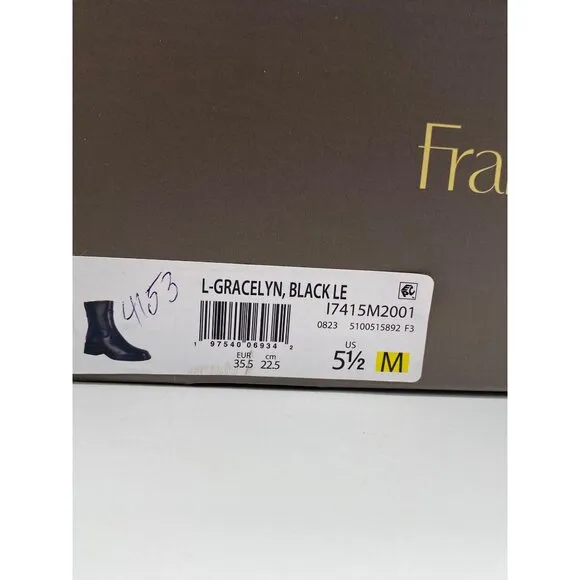 Fra
4153
L-GRACELYN, BLACK LE
I7415M2001
0823 5100515892 F3
1 97540 06934 2
EUR cm US
35.5 22.5 5½ M